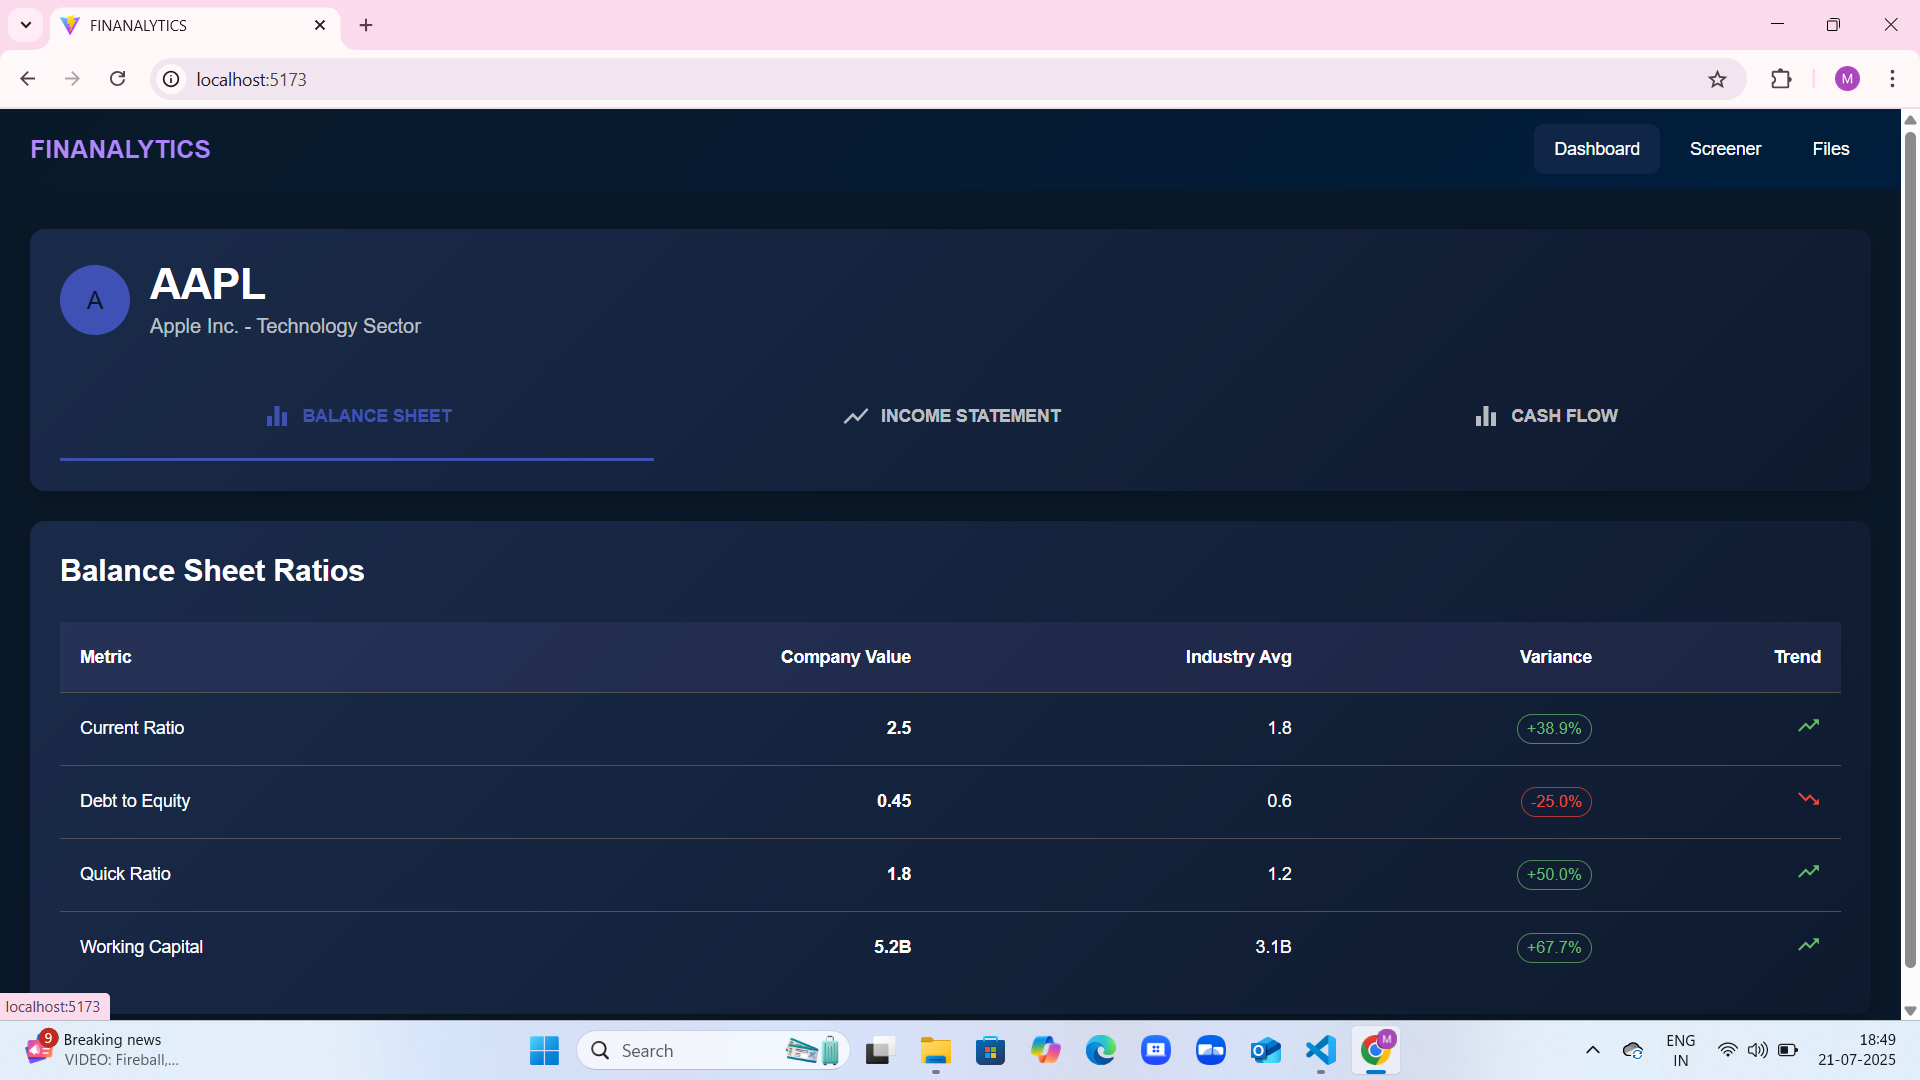 FINANALYTICS
localhost:5173
M
FINANALYTICS
Dashboard Screener Files
A
AAPL
Apple Inc. - Technology Sector
BALANCE SHEET INCOME STATEMENT CASH FLOW
Balance Sheet Ratios
Metric Company Value Industry Avg Variance Trend
Current Ratio 2.5 1.8 +38.9%
Debt to Equity 0.45 0.6 -25.0%
Quick Ratio 1.8 1.2 +50.0%
Working Capital 5.2B 3.1B +67.7%
localhost:5173
9
Breaking news
VIDEO: Fireball,...
Search
M
ENG
IN
18:49
21-07-2025